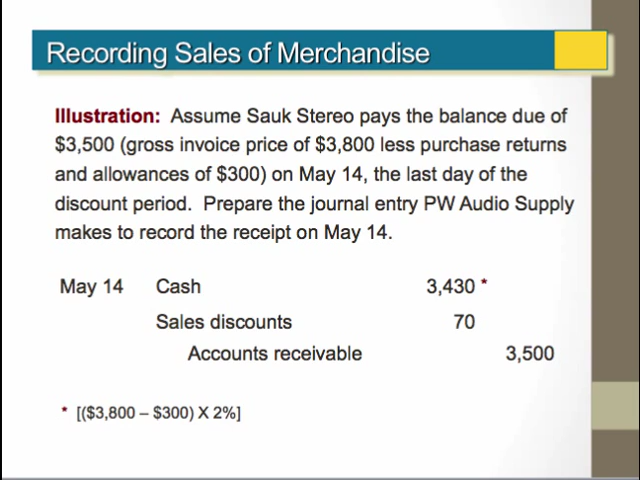 Recording Sales of Merchandise
Illustration: Assume Sauk Stereo pays the balance due of
$3,500 (gross invoice price of $3,800 less purchase returns
and allowances of $300) on May 14, the last day of the
discount period. Prepare the journal entry PW Audio Supply
makes to record the receipt on May 14.
May 14 Cash 3,430 *
Sales discounts 70
Accounts receivable 3,500
* [($3,800 – $300) X 2%]